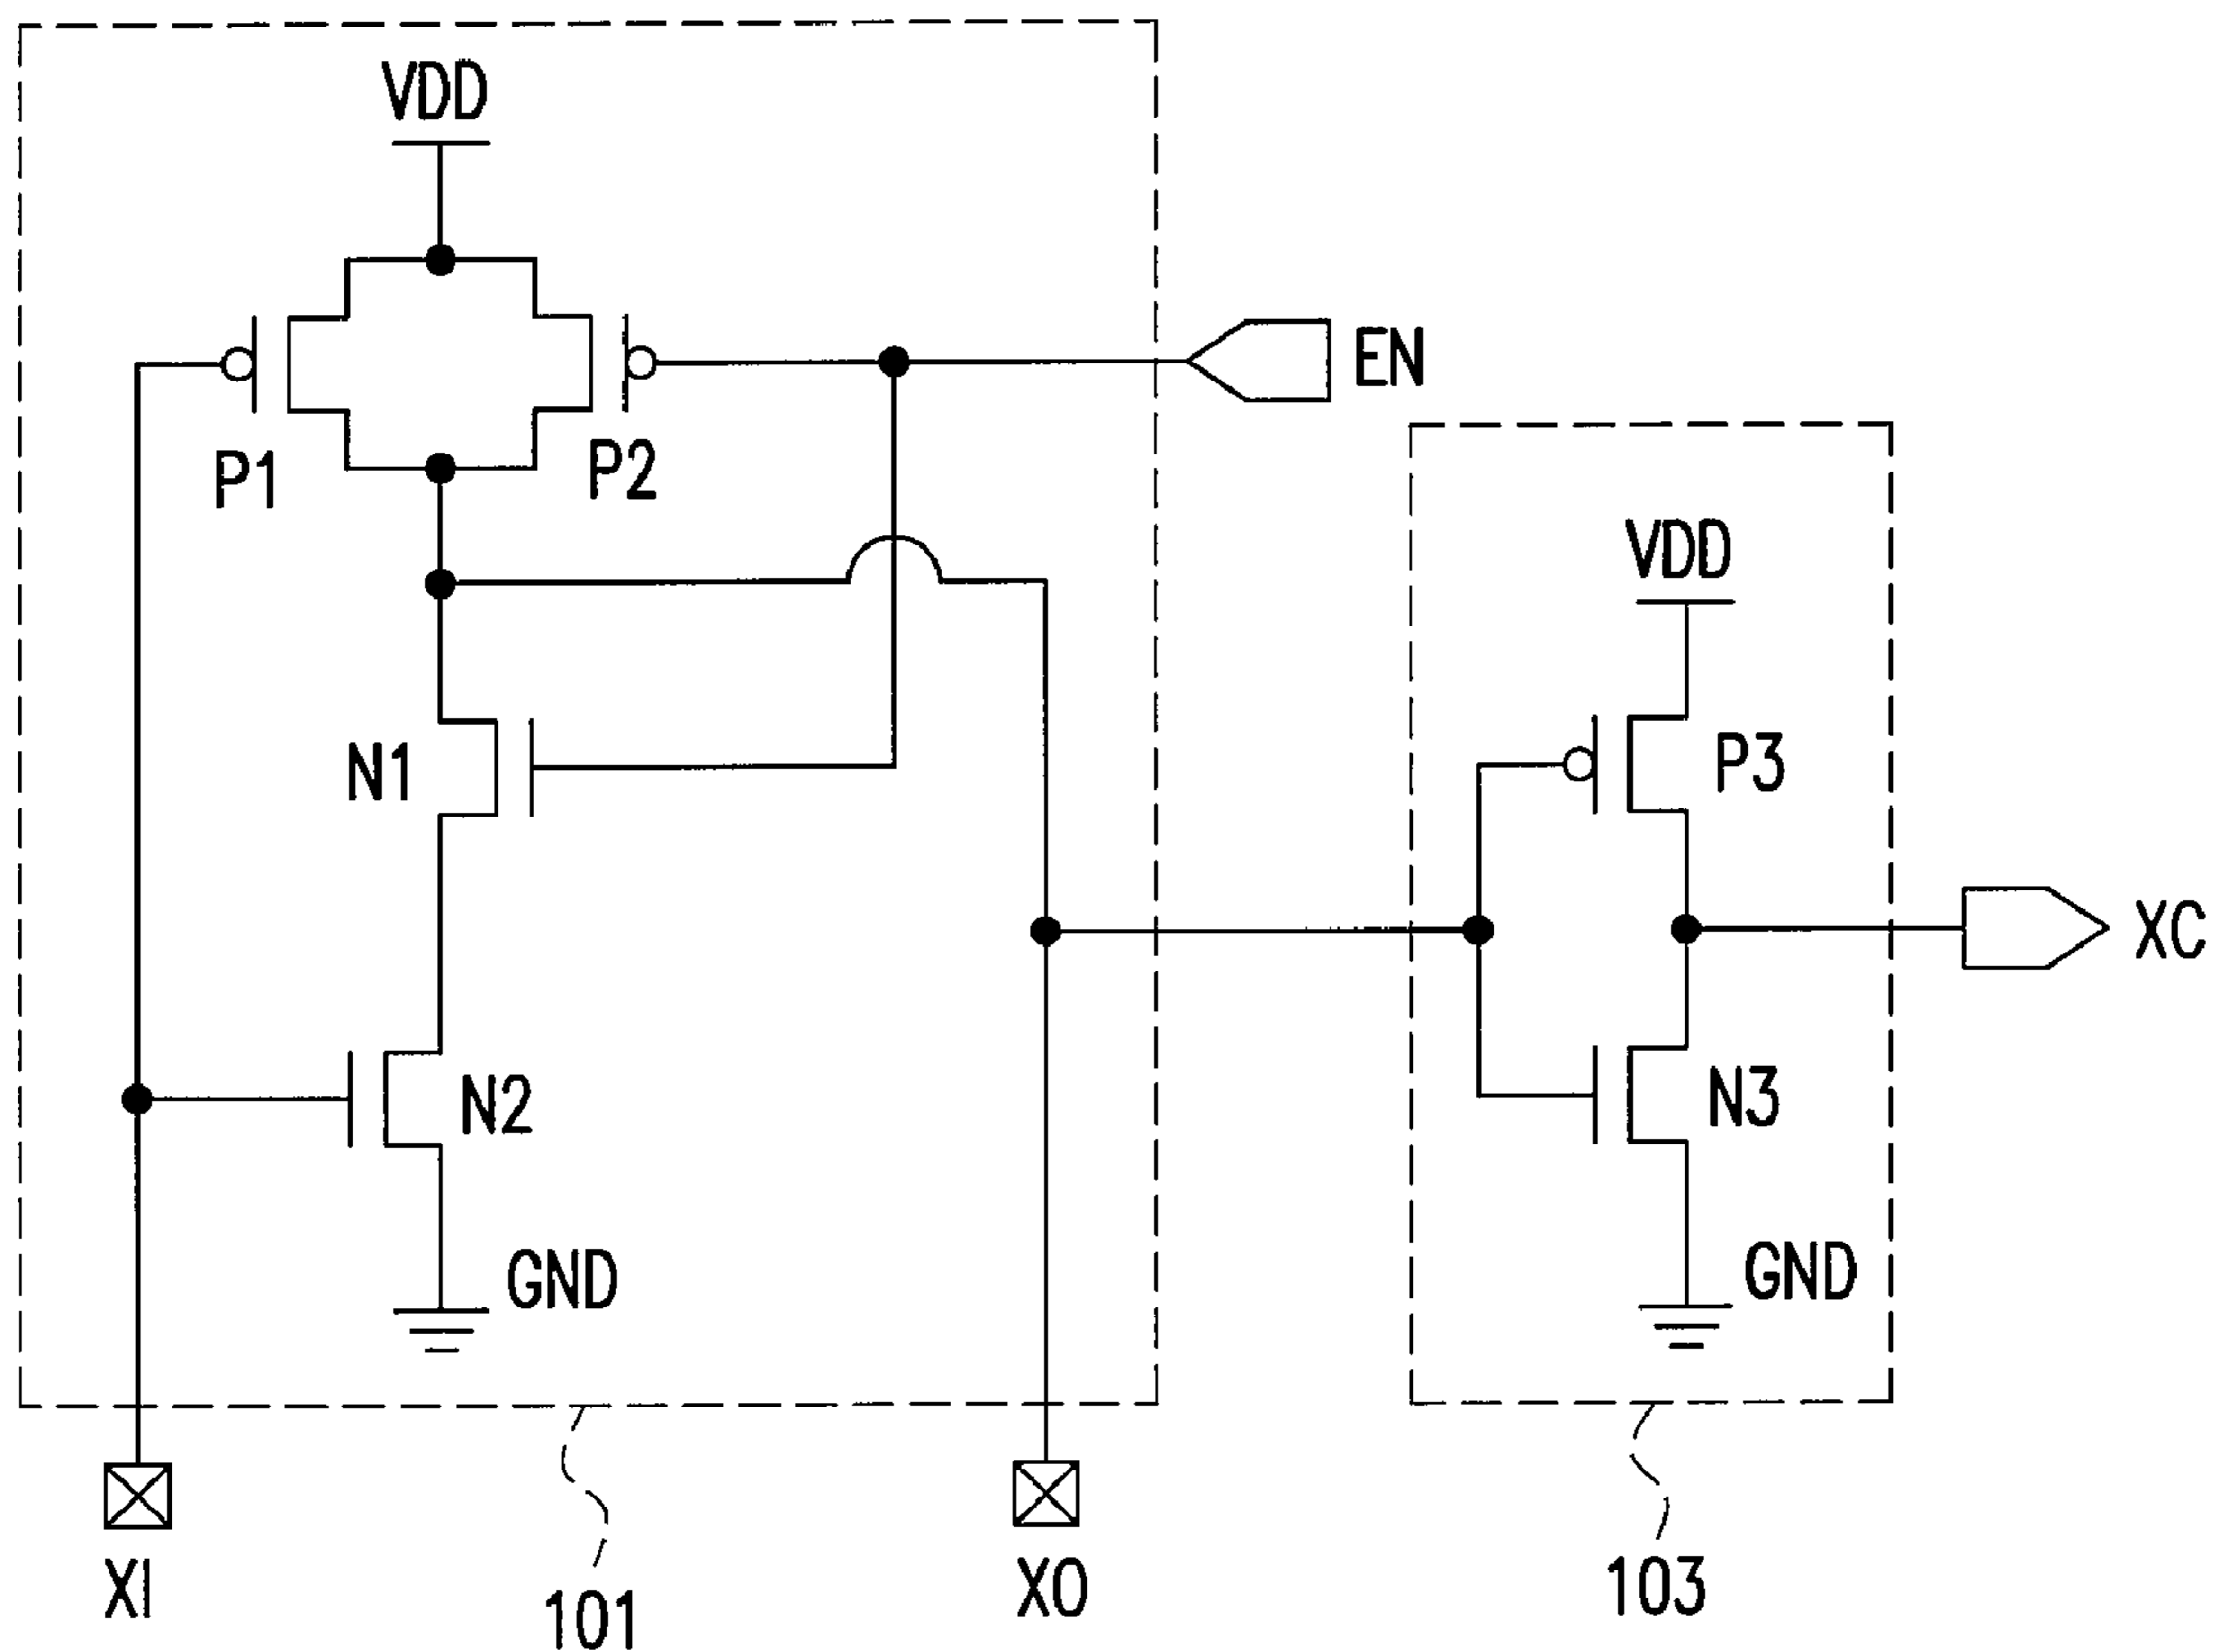 VDD
EN
P1
P2
VDD
N1
P3
XC
N2
N3
GND
GND
XI
XO
101
103